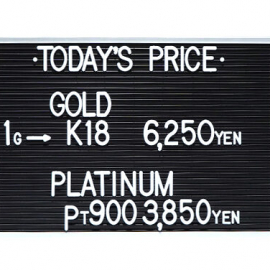 ·TODAY'S PRICE·
GOLD
1G→ K18 6,250YEN
PLATINUM
PT900 3,850YEN